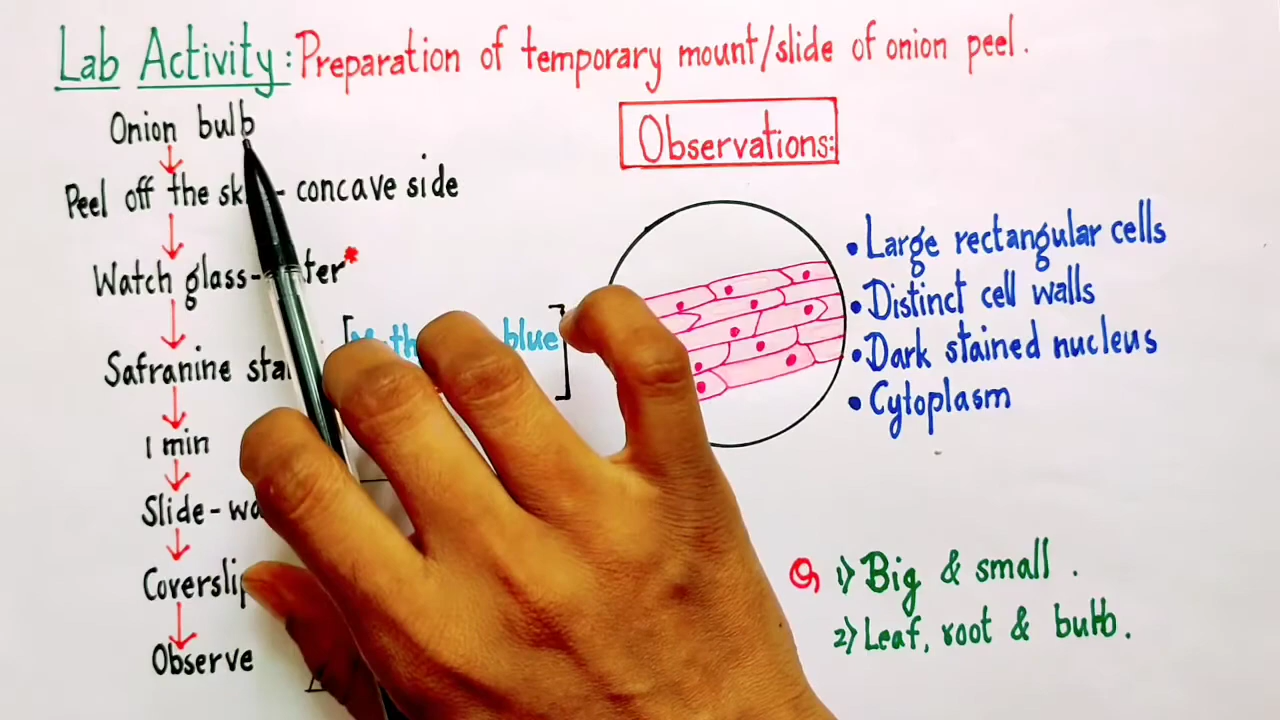 Lab Activity: Preparation of temporary mount/slide of onion peel.
Onion bulb
Peel off the - concave side
Watch glass-
Safranine
blue
1 min
Slide-
Coverslip
Observe
Observations:
• Large rectangular cells
• Distinct cell walls
• Dark stained nucleus
• Cytoplasm
Q 1) Big & small.
2) Leaf, root & bulb.